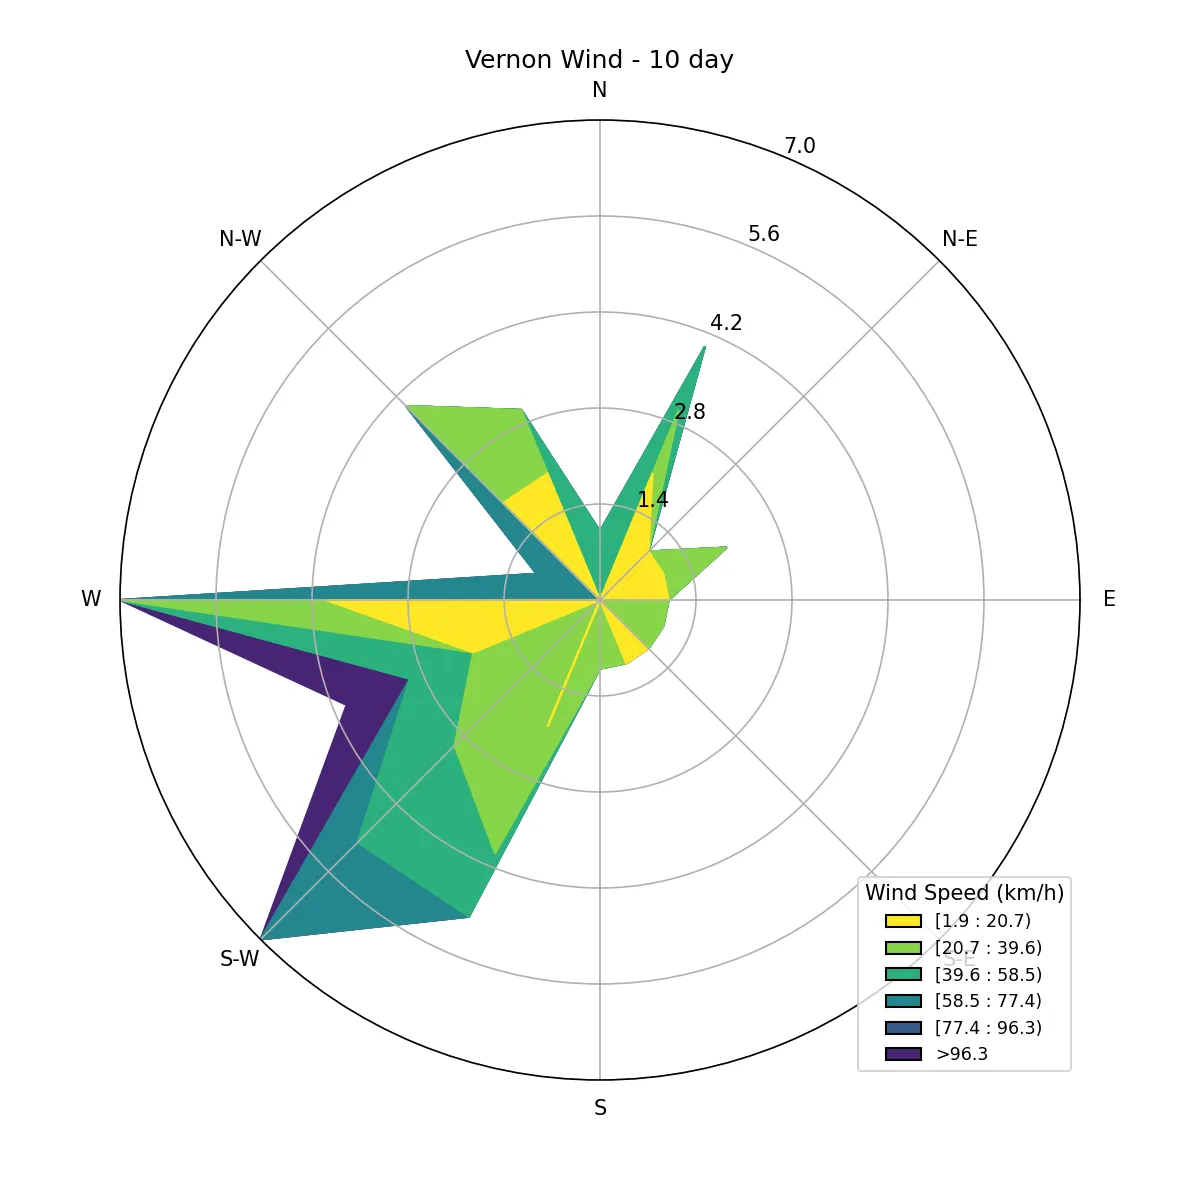 Vernon Wind - 10 day
N
7.0
N-W
5.6
N-E
4.2
2.8
1.4
W
E
Wind Speed (km/h)
[1.9 : 20.7)
[20.7 : 39.6)
S-W
S-E
[39.6 : 58.5)
[58.5 : 77.4)
[77.4 : 96.3)
>96.3
S